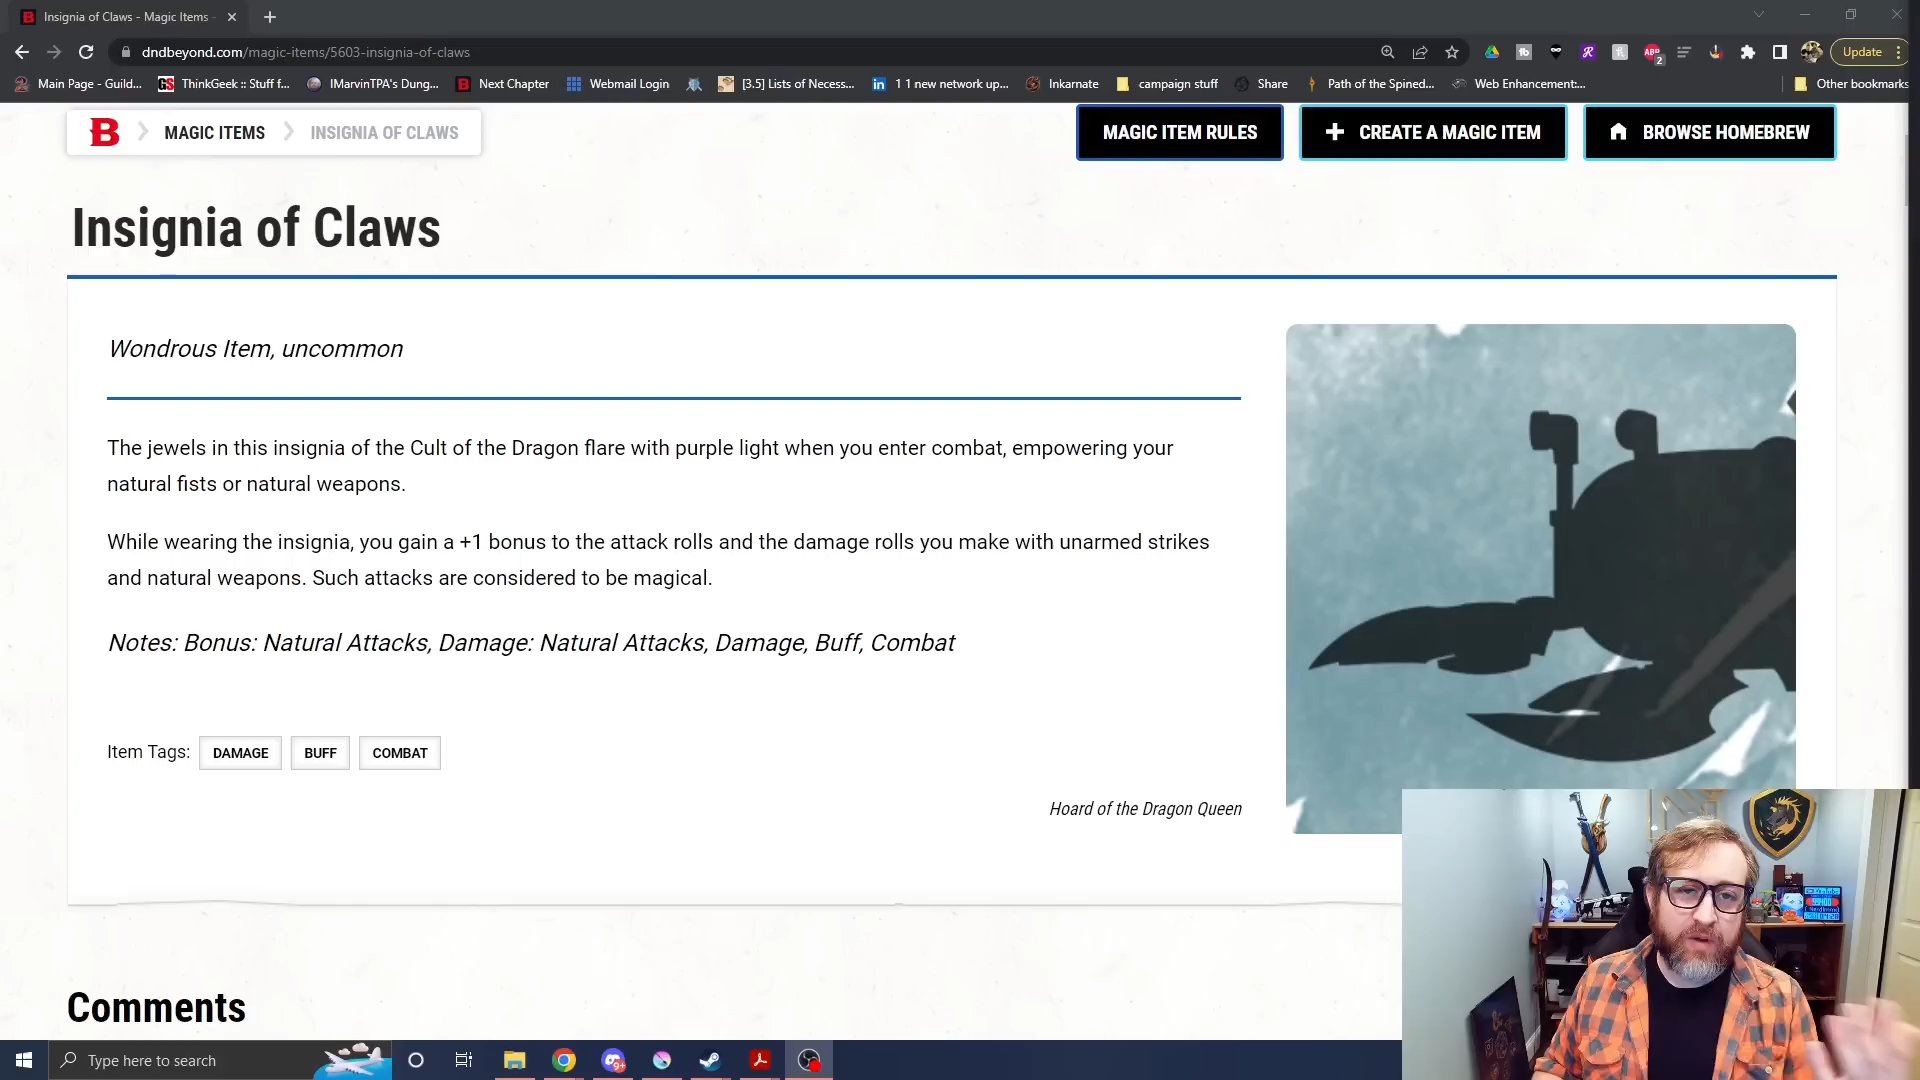 Insignia of Claws - Magic Items -
dndbeyond.com/magic-items/5603-insignia-of-claws
Update
Main Page - Guild...
ThinkGeek :: Stuff f...
IMarvinTPA's Dung...
Next Chapter
Webmail Login
[3.5] Lists of Necess...
1 1 new network up...
Inkarnate
campaign stuff
Share
Path of the Spined...
Web Enhancement:...
Other bookmarks
MAGIC ITEMS
INSIGNIA OF CLAWS
MAGIC ITEM RULES
CREATE A MAGIC ITEM
BROWSE HOMEBREW
Insignia of Claws
Wondrous Item, uncommon
The jewels in this insignia of the Cult of the Dragon flare with purple light when you enter combat, empowering your
natural fists or natural weapons.
While wearing the insignia, you gain a +1 bonus to the attack rolls and the damage rolls you make with unarmed strikes
and natural weapons. Such attacks are considered to be magical.
Notes: Bonus: Natural Attacks, Damage: Natural Attacks, Damage, Buff, Combat
Item Tags: DAMAGE BUFF COMBAT
Hoard of the Dragon Queen
Comments
Type here to search